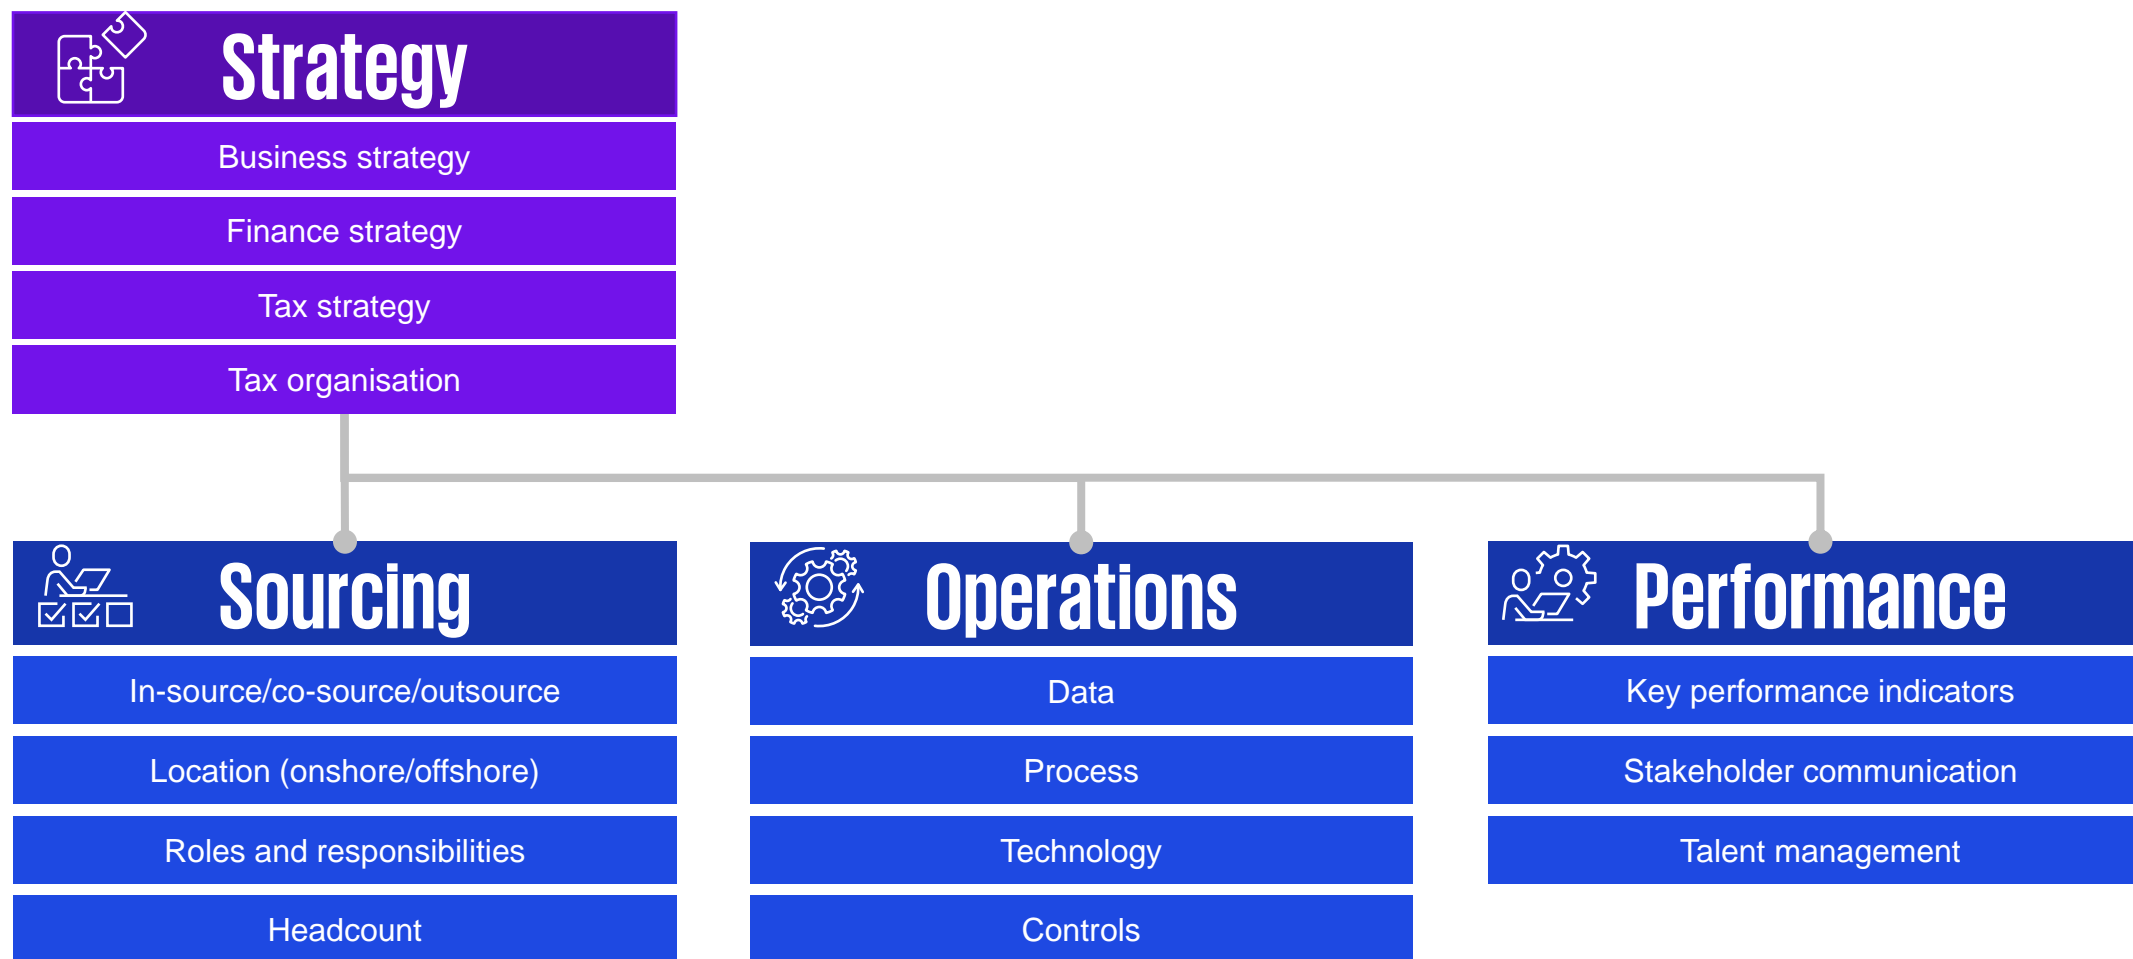 Strategy
Business strategy
Finance strategy
Tax strategy
Tax organisation
Sourcing
In-source/co-source/outsource
Location (onshore/offshore)
Roles and responsibilities
Headcount
Operations
Data
Process
Technology
Controls
Performance
Key performance indicators
Stakeholder communication
Talent management